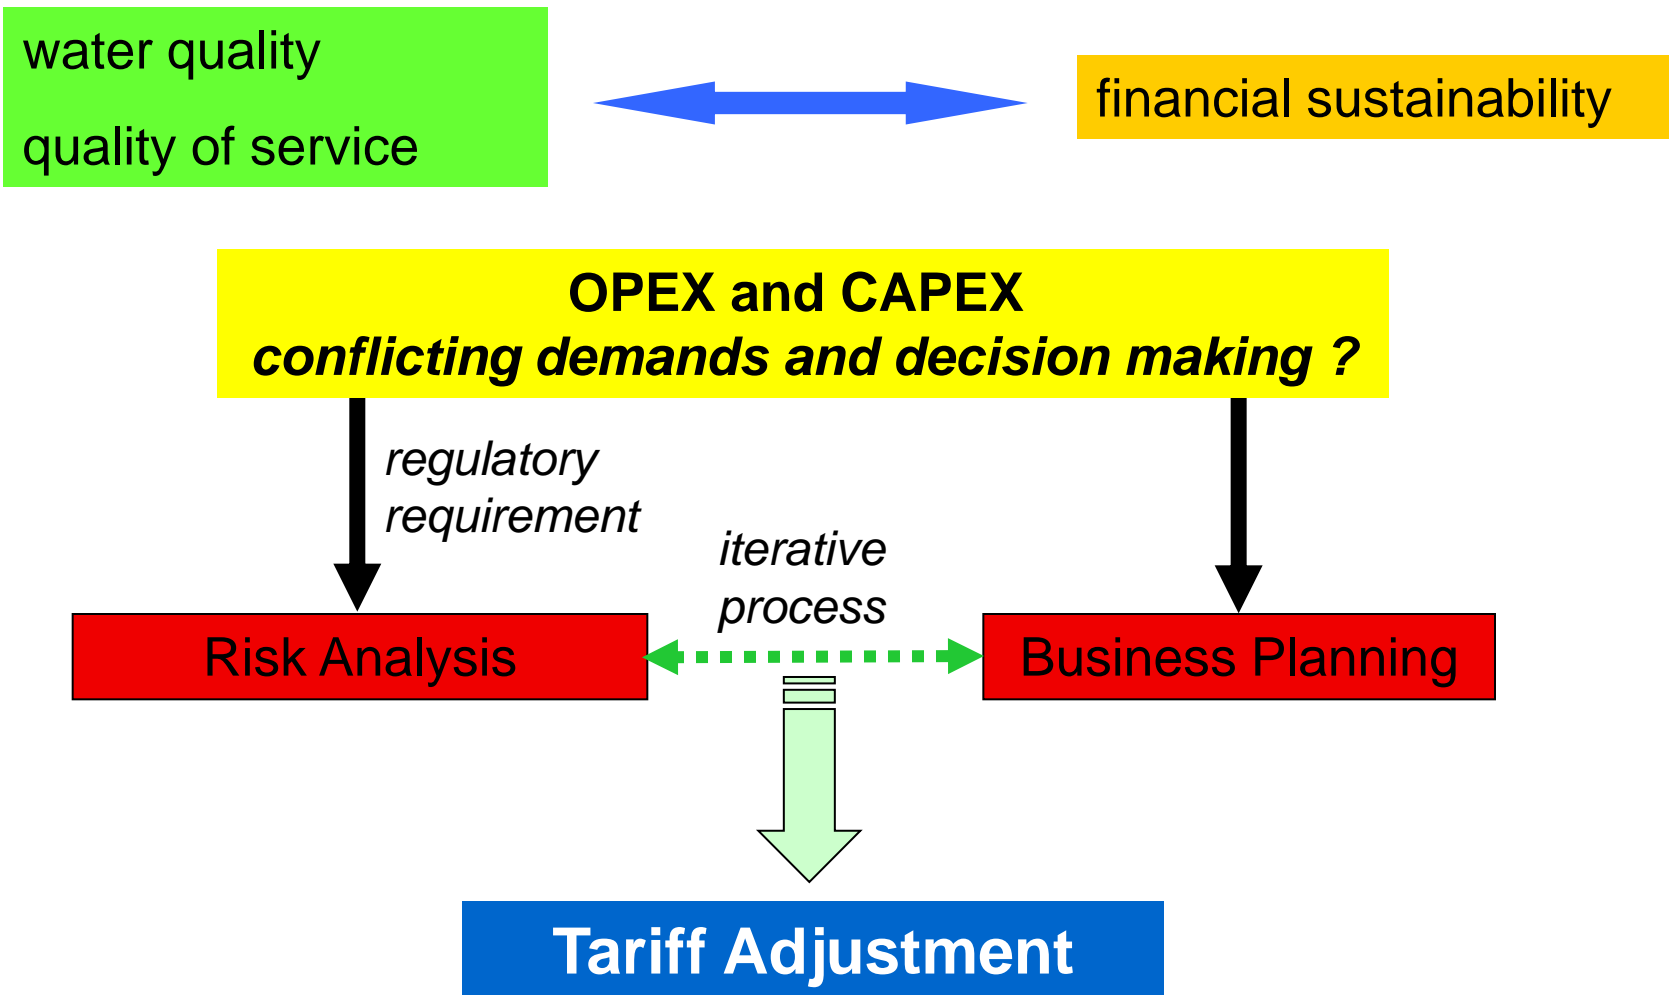 water quality
quality of service
financial sustainability
OPEX and CAPEX
conflicting demands and decision making ?
regulatory
requirement
iterative
process
Risk Analysis
Business Planning
Tariff Adjustment